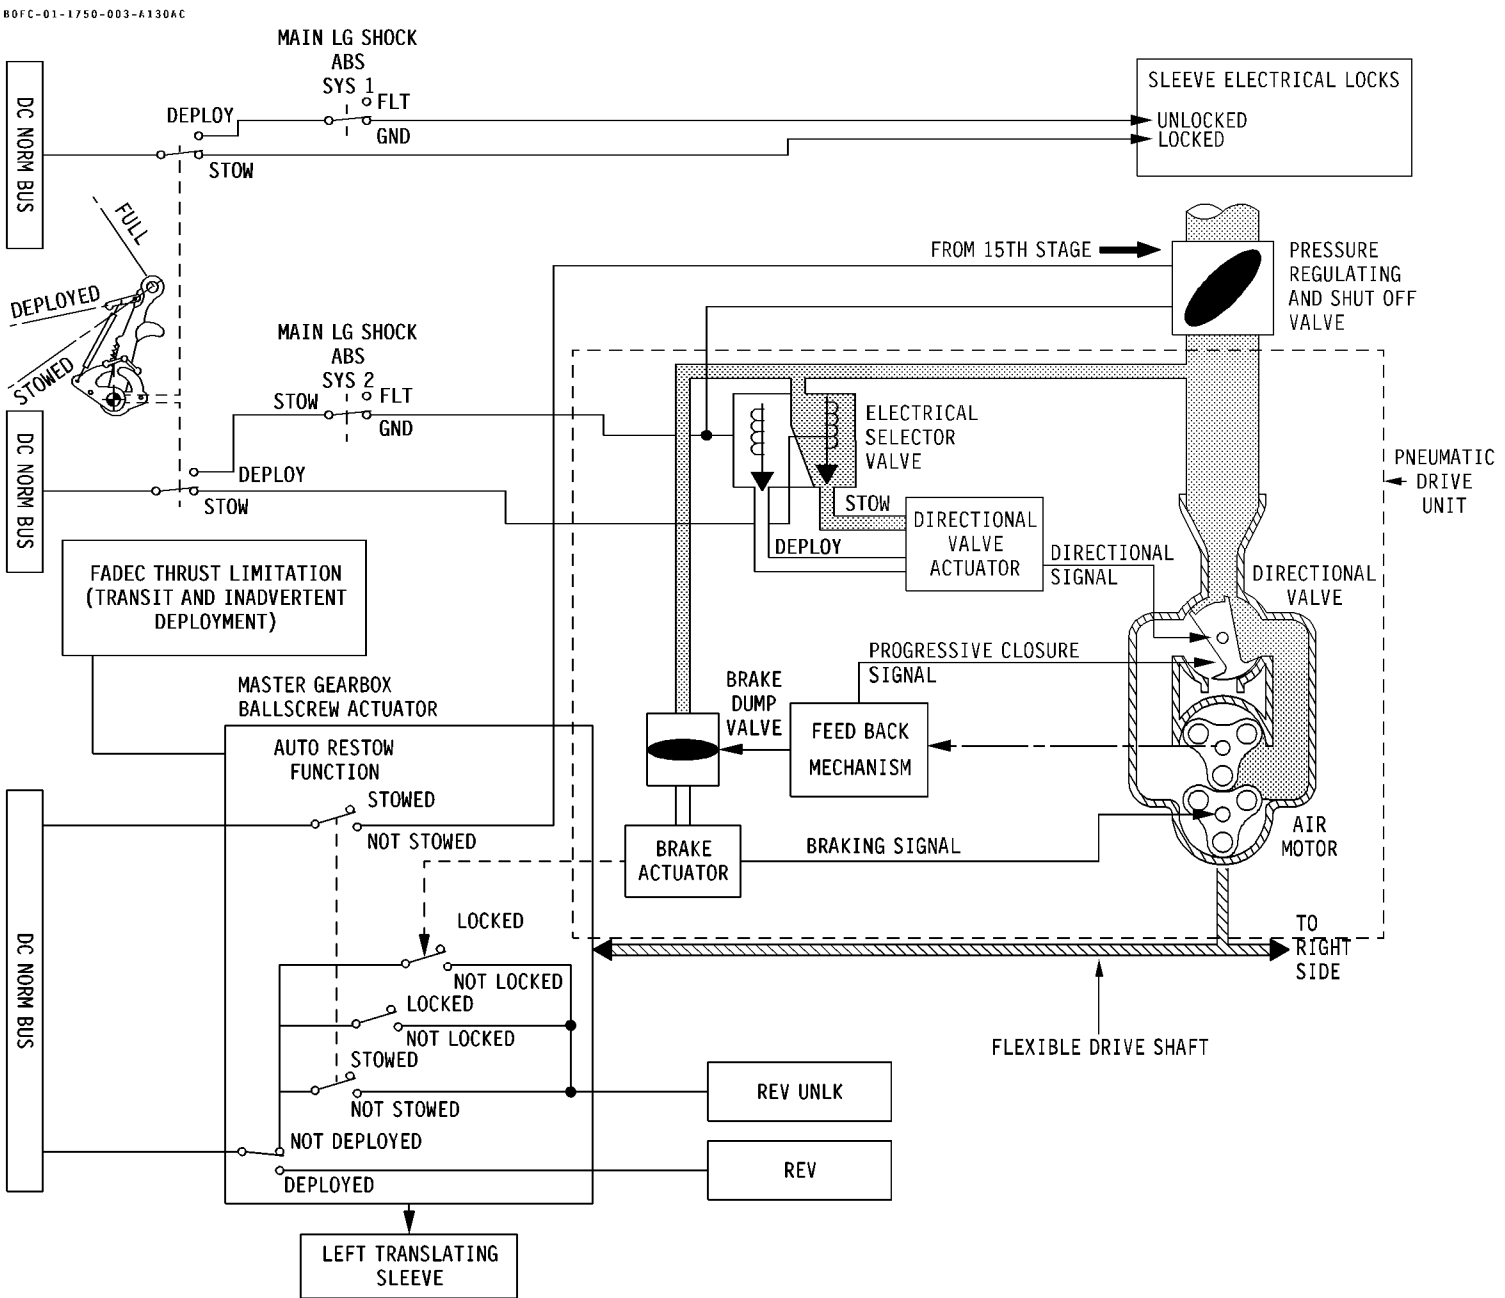 B0FC-01-1750-003-A130AC
MAIN LG SHOCK
ABS
SYS 1
FLT
GND
DEPLOY
STOW
DC NORM BUS
SLEEVE ELECTRICAL LOCKS
UNLOCKED
LOCKED
FULL
DEPLOYED
STOWED
FROM 15TH STAGE
PRESSURE
REGULATING
AND SHUT OFF
VALVE
MAIN LG SHOCK
ABS
SYS 2
FLT
GND
STOW
DEPLOY
STOW
DC NORM BUS
ELECTRICAL
SELECTOR
VALVE
PNEUMATIC
DRIVE
UNIT
STOW
DEPLOY
DIRECTIONAL
VALVE
ACTUATOR
DIRECTIONAL
SIGNAL
DIRECTIONAL
VALVE
FADEC THRUST LIMITATION
(TRANSIT AND INADVERTENT
DEPLOYMENT)
PROGRESSIVE CLOSURE
SIGNAL
BRAKE
DUMP
VALVE
FEED BACK
MECHANISM
MASTER GEARBOX
BALLSCREW ACTUATOR
AUTO RESTOW
FUNCTION
STOWED
NOT STOWED
BRAKE
ACTUATOR
BRAKING SIGNAL
AIR
MOTOR
DC NORM BUS
LOCKED
NOT LOCKED
LOCKED
NOT LOCKED
STOWED
NOT STOWED
TO
RIGHT
SIDE
FLEXIBLE DRIVE SHAFT
REV UNLK
NOT DEPLOYED
DEPLOYED
REV
LEFT TRANSLATING
SLEEVE